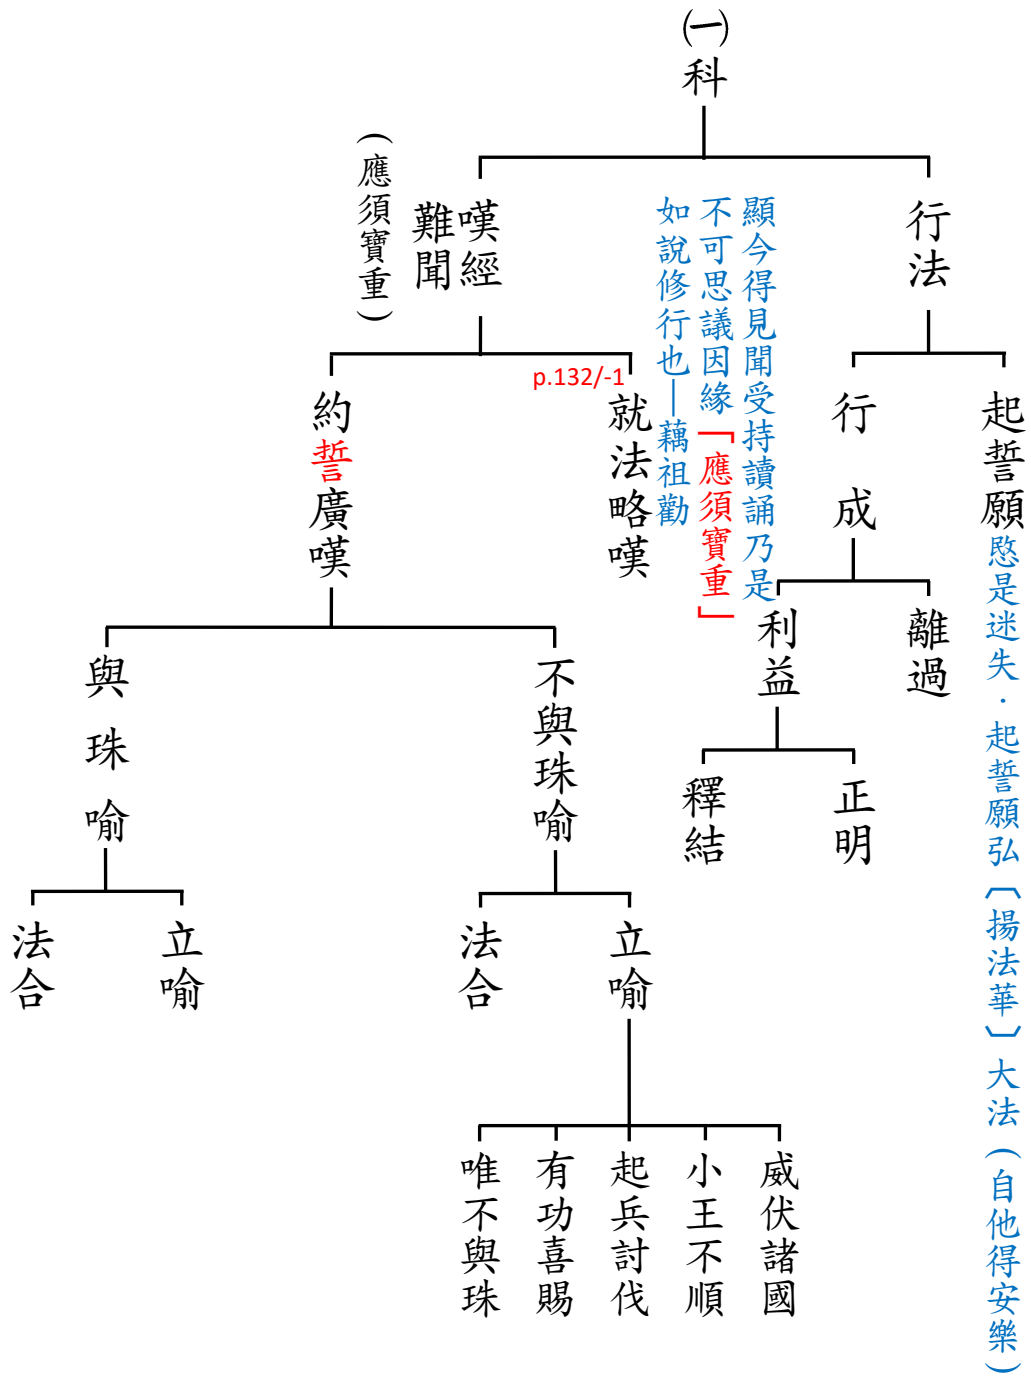 ㈠科
行法
起誓願愍是迷失．起誓願弘〔揚法華〕大法（自他得安樂）
行成
離過
利益
正明
釋結
顯今得見聞受持讀誦乃是
不可思議因緣「應須寶重」
如說修行也—藕祖勸
嘆經
難聞
（應須寶重）
p.132/-1
就法略嘆
約誓廣嘆
不與珠喻
立喻
威伏諸國
小王不順
起兵討伐
有功喜賜
唯不與珠
法合
與珠喻
立喻
法合